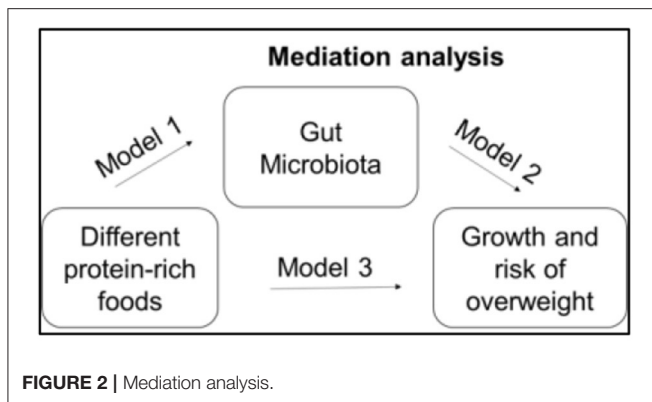 Mediation analysis
Model 1
Gut
Microbiota
Model 2
Different
protein-rich
foods
Model 3
Growth and
risk of
overweight
FIGURE 2 | Mediation analysis.